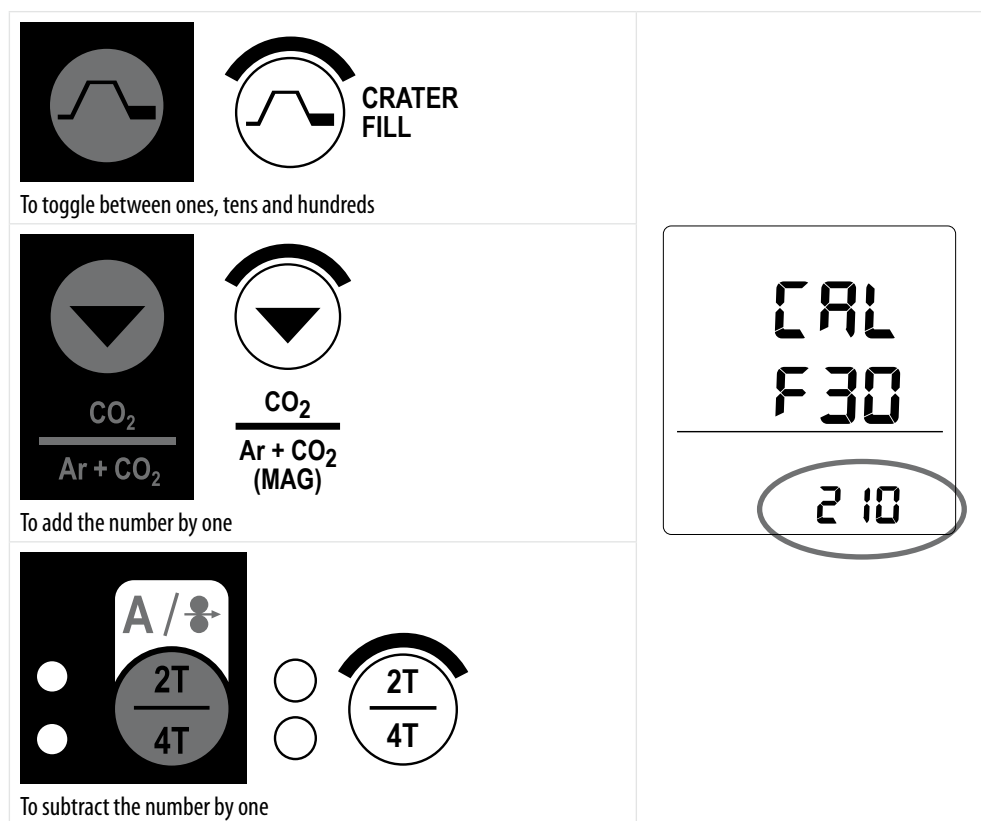 CRATER
FILL
To toggle between ones, tens and hundreds
CO₂
Ar + CO₂
CO₂
Ar + CO₂
(MAG)
To add the number by one
A /
2T
4T
2T
4T
To subtract the number by one
CAL
F30
210